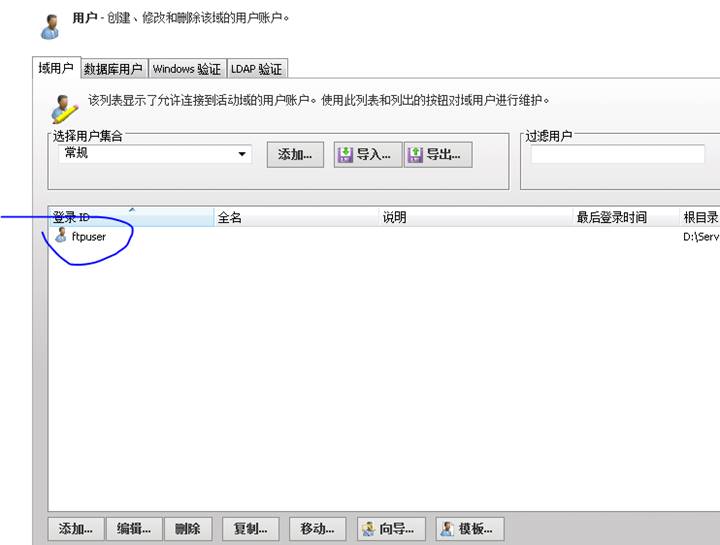 用户 - 创建、修改和删除该域的用户账户。
域用户 数据库用户 Windows 验证 LDAP 验证
该列表显示了允许连接到活动域的用户账户。使用此列表和列出的按钮对域用户进行维护。
选择用户集合 过滤用户
常规 添加... 导入... 导出...
登录 ID 全名 说明 最后登录时间 根目录
ftpuser D:\Serv
添加... 编辑... 删除 复制... 移动... 向导... 模板...